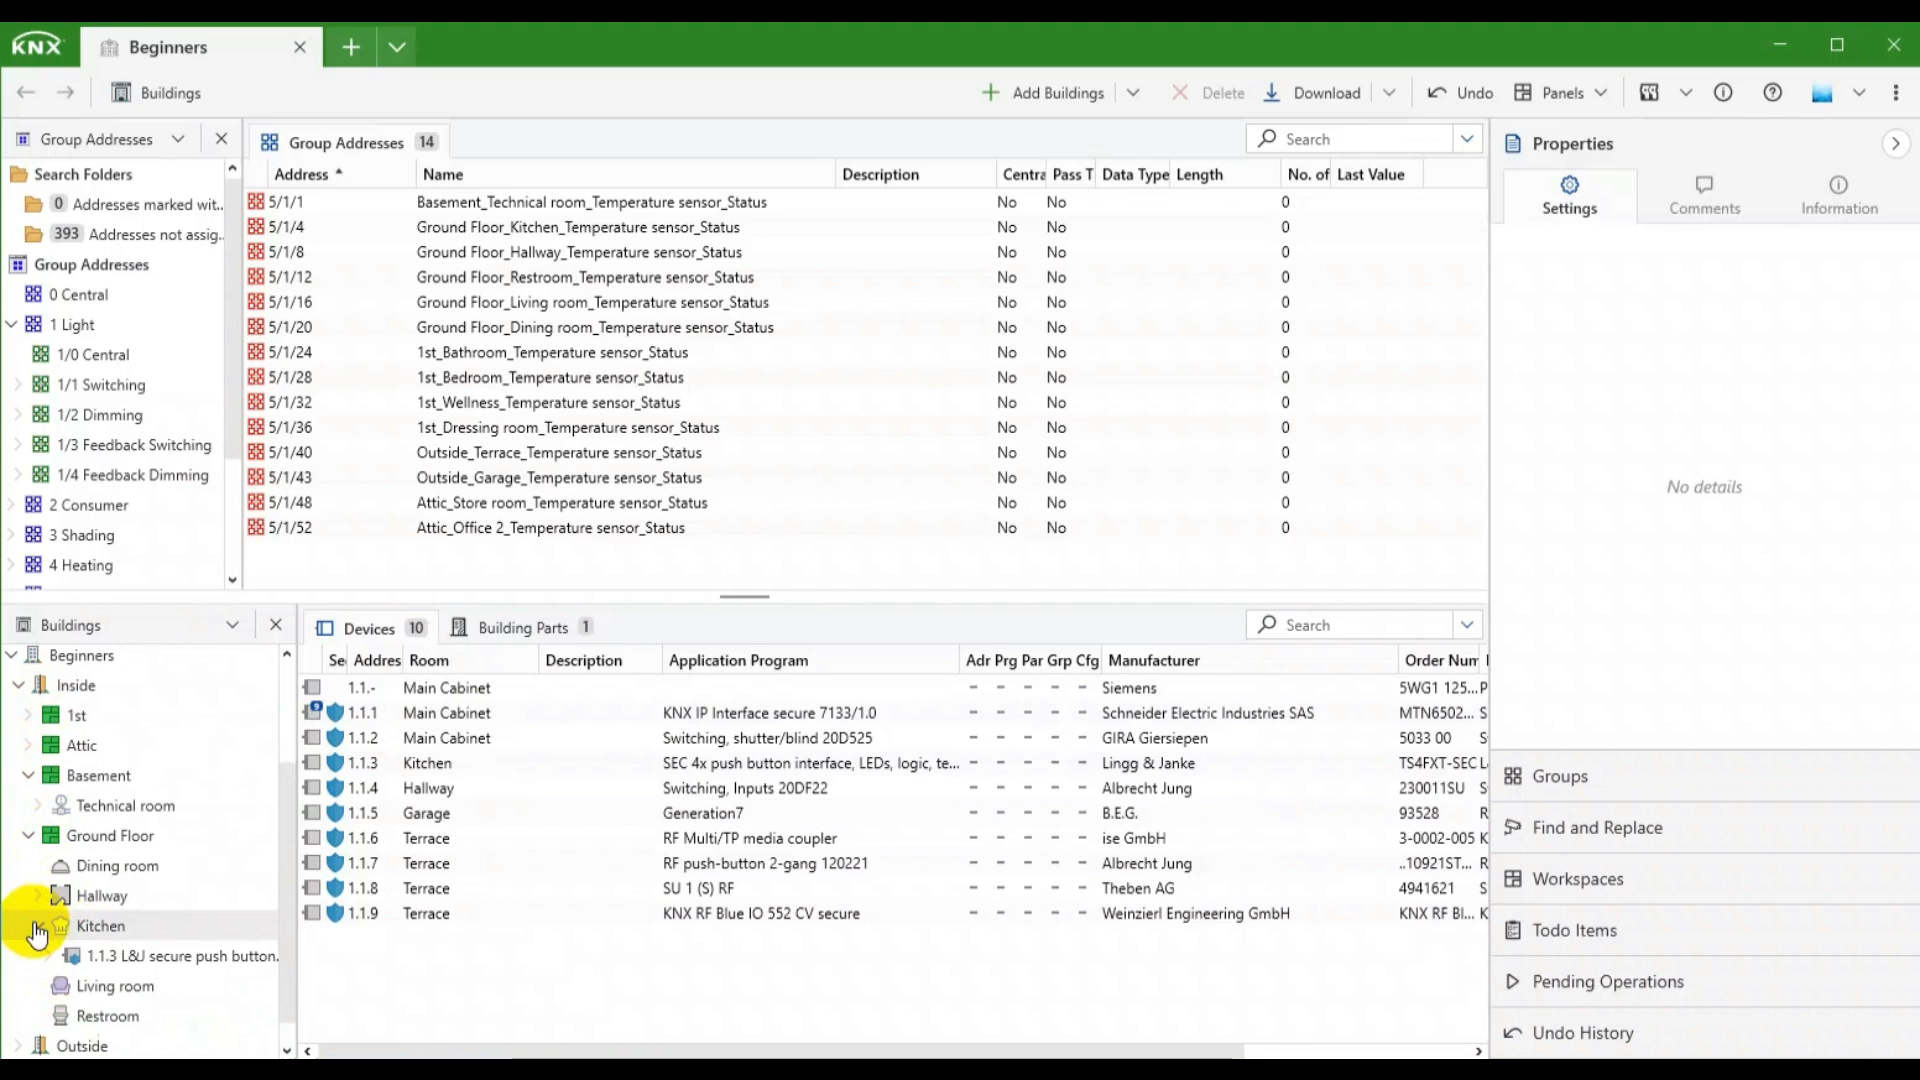 KNX
Beginners
Buildings
Add Buildings
Delete
Download
Undo
Panels
Group Addresses
Search Folders
0 Addresses marked wit..
393 Addresses not assig..
Group Addresses
0 Central
1 Light
1/0 Central
1/1 Switching
1/2 Dimming
1/3 Feedback Switching
1/4 Feedback Dimming
2 Consumer
3 Shading
4 Heating
Group Addresses 14
Search
Address Name Description Centra Pass T Data Type Length No. of Last Value
5/1/1 Basement_Technical room_Temperature sensor_Status No No 0
5/1/4 Ground Floor_Kitchen_Temperature sensor_Status No No 0
5/1/8 Ground Floor_Hallway_Temperature sensor_Status No No 0
5/1/12 Ground Floor_Restroom_Temperature sensor_Status No No 0
5/1/16 Ground Floor_Living room_Temperature sensor_Status No No 0
5/1/20 Ground Floor_Dining room_Temperature sensor_Status No No 0
5/1/24 1st_Bathroom_Temperature sensor_Status No No 0
5/1/28 1st_Bedroom_Temperature sensor_Status No No 0
5/1/32 1st_Wellness_Temperature sensor_Status No No 0
5/1/36 1st_Dressing room_Temperature sensor_Status No No 0
5/1/40 Outside_Terrace_Temperature sensor_Status No No 0
5/1/43 Outside_Garage_Temperature sensor_Status No No 0
5/1/48 Attic_Store room_Temperature sensor_Status No No 0
5/1/52 Attic_Office 2_Temperature sensor_Status No No 0
Properties
Settings
Comments
Information
No details
Groups
Find and Replace
Workspaces
Todo Items
Pending Operations
Undo History
Buildings
Beginners
Inside
1st
Attic
Basement
Technical room
Ground Floor
Dining room
Hallway
Kitchen
1.1.3 L&J secure push button.
Living room
Restroom
Outside
Devices 10
Building Parts 1
Search
Se Addres Room Description Application Program Adr Prg Par Grp Cfg Manufacturer Order Num
1.1.- Main Cabinet - - - - - Siemens 5WG1 125...P
1.1.1 Main Cabinet KNX IP Interface secure 7133/1.0 - - - - - Schneider Electric Industries SAS MTN6502... S
1.1.2 Main Cabinet Switching, shutter/blind 20D525 - - - - - GIRA Giersiepen 5033 00 S
1.1.3 Kitchen SEC 4x push button interface, LEDs, logic, te... - - - - - Lingg & Janke TS4FXT-SEC L
1.1.4 Hallway Switching, Inputs 20DF22 - - - - - Albrecht Jung 230011SU S
1.1.5 Garage Generation7 - - - - - B.E.G. 93528 R
1.1.6 Terrace RF Multi/TP media coupler - - - - - ise GmbH 3-0002-005 K
1.1.7 Terrace RF push-button 2-gang 120221 - - - - - Albrecht Jung ..10921ST... R
1.1.8 Terrace SU 1 (S) RF - - - - - Theben AG 4941621 S
1.1.9 Terrace KNX RF Blue IO 552 CV secure - - - - - Weinzierl Engineering GmbH KNX RF Bl... K